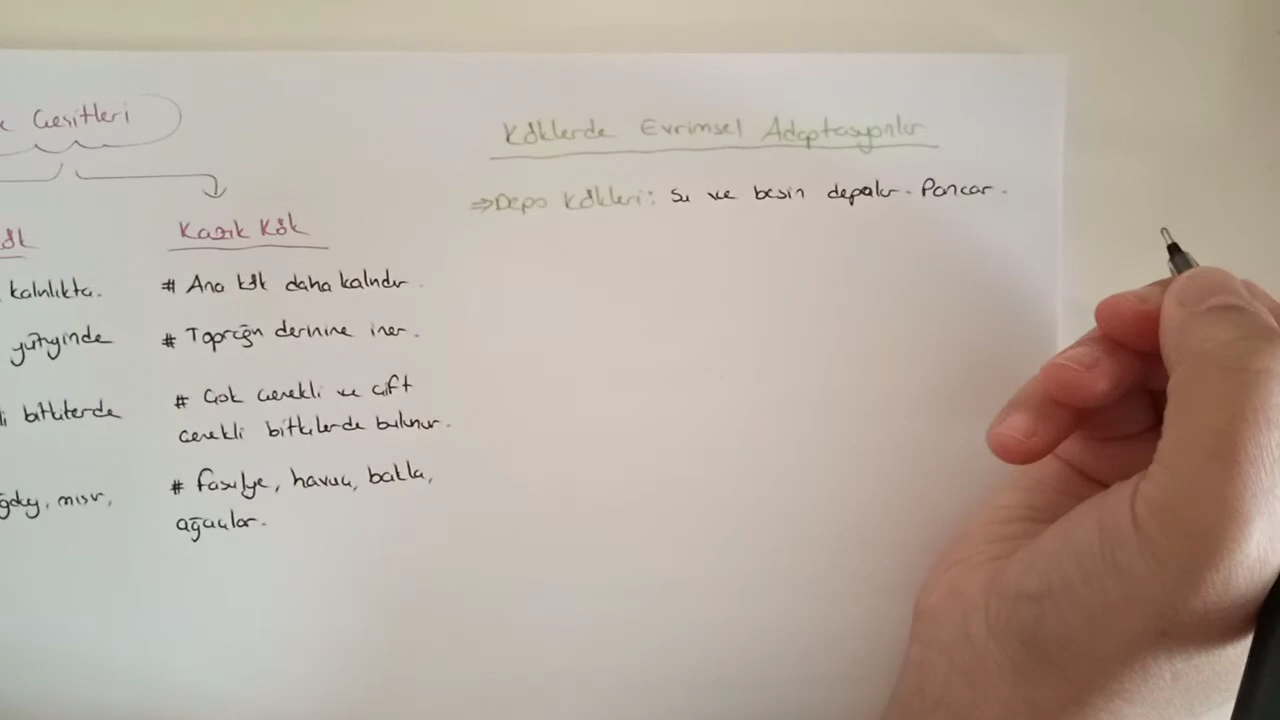 Çeşitleri
Kazık Kök
kalınlıkta.
# Ana kök daha kalındır.
yüzeyinde
# Toprağın derinine iner.
bitkilerde
# Çok çenekli ve çift
çenekli bitkilerde bulunur.
mısır,
# fasulye, havuç, bakla,
ağaçlar.
Köklerde Evrimsel Adaptasyonlar
⇒ Depo Kökleri: Su ve besin depolar. Pancar.